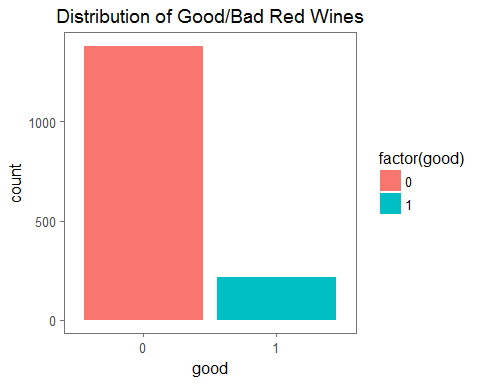 Distribution of Good/Bad Red Wines
1000
500
0
count
0
1
good
factor(good)
0
1